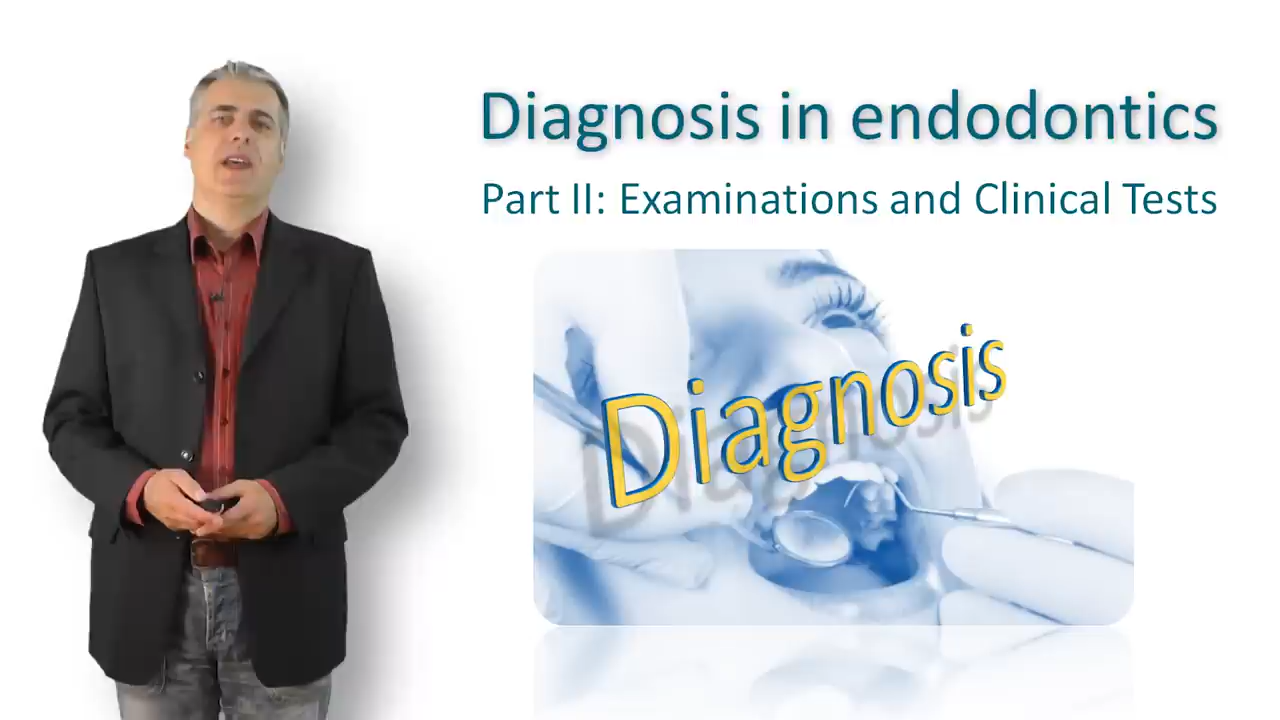 Diagnosis in endodontics
Part II: Examinations and Clinical Tests
Diagnosis